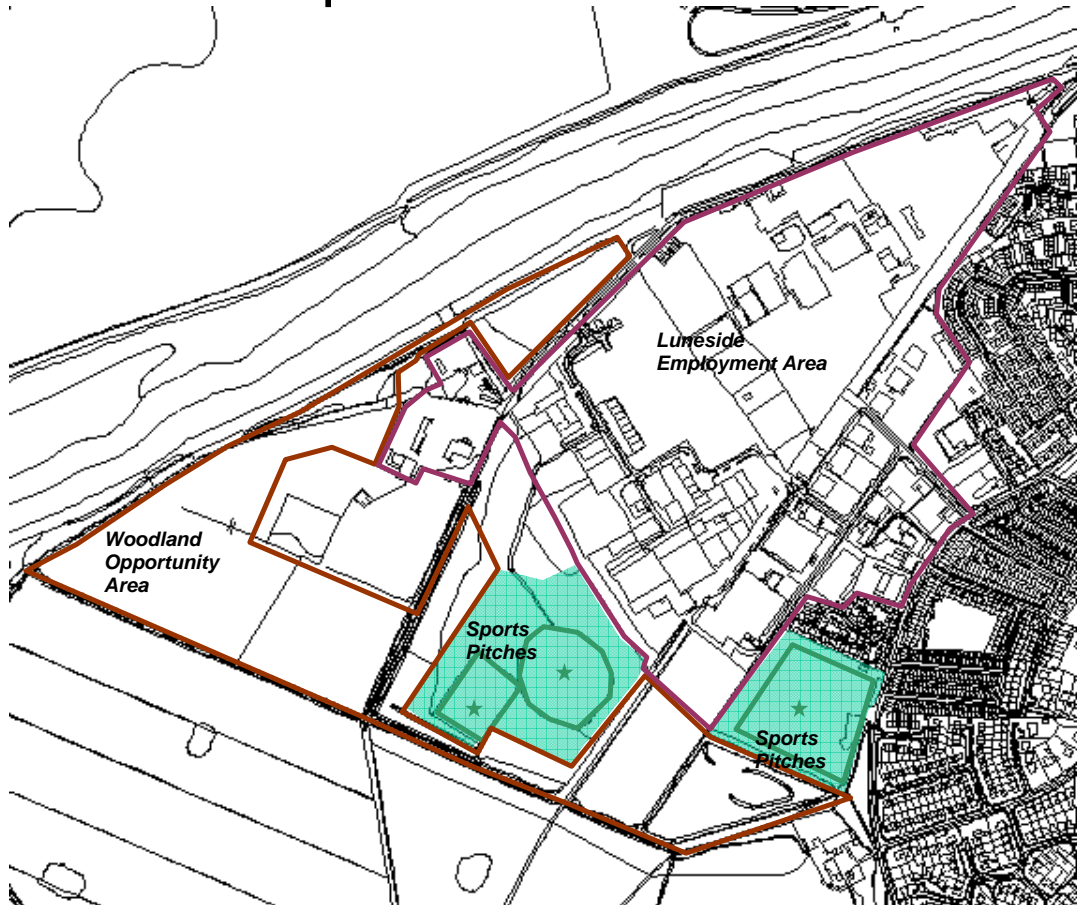 Luneside
Employment Area
Woodland
Opportunity
Area
Sports
Pitches
Sports
Pitches